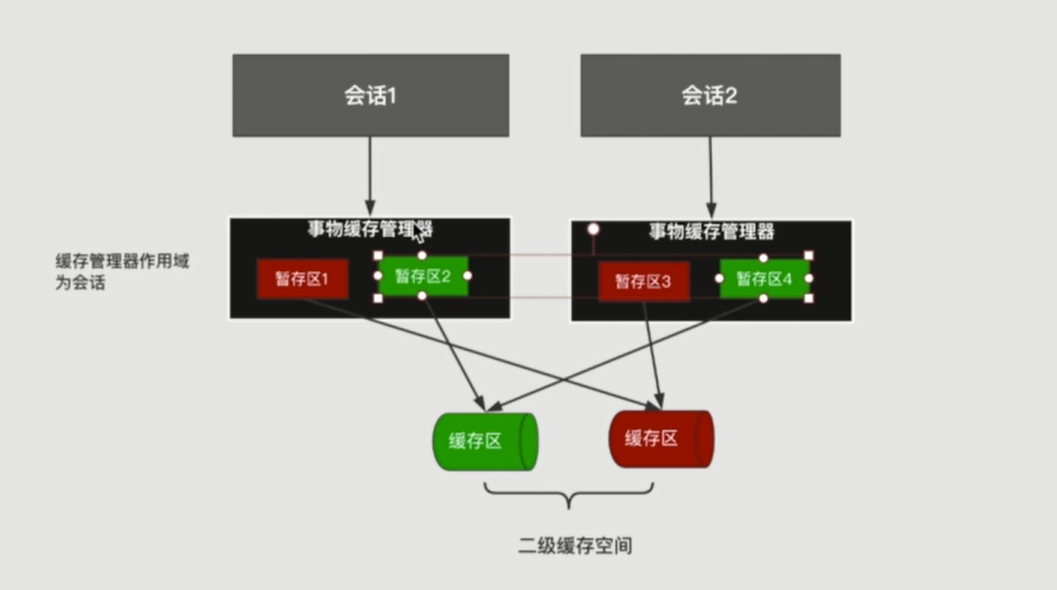 会话1
会话2
事物缓存管理器
事物缓存管理器
缓存管理器作用域
为会话
暂存区1
暂存区2
暂存区3
暂存区4
缓存区
缓存区
二级缓存空间